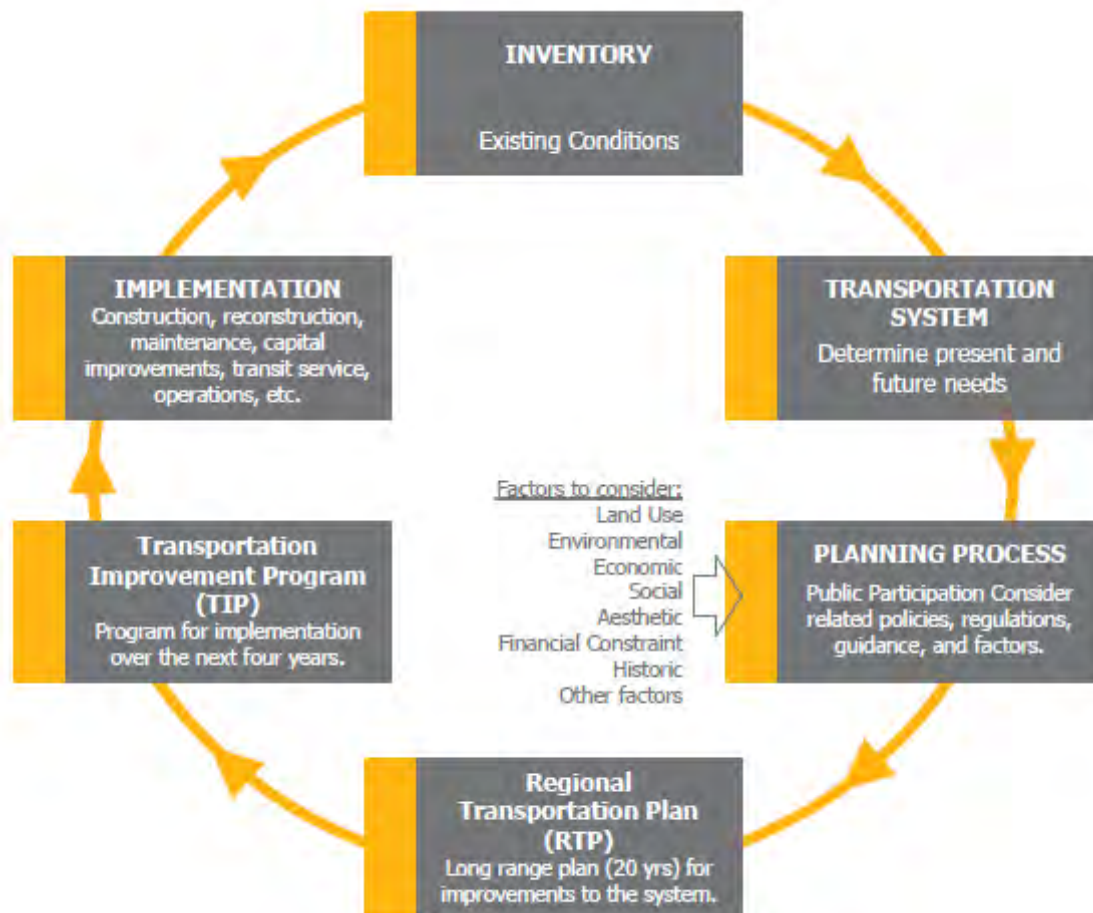 INVENTORY
Existing Conditions
TRANSPORTATION
SYSTEM
Determine present and
future needs
PLANNING PROCESS
Public Participation Consider
related policies, regulations,
guidance, and factors.
Factors to consider:
Land Use
Environmental
Economic
Social
Aesthetic
Financial Constraint
Historic
Other factors
Regional
Transportation Plan
(RTP)
Long range plan (20 yrs) for
improvements to the system.
Transportation
Improvement Program
(TIP)
Program for implementation
over the next four years.
IMPLEMENTATION
Construction, reconstruction,
maintenance, capital
improvements, transit service,
operations, etc.